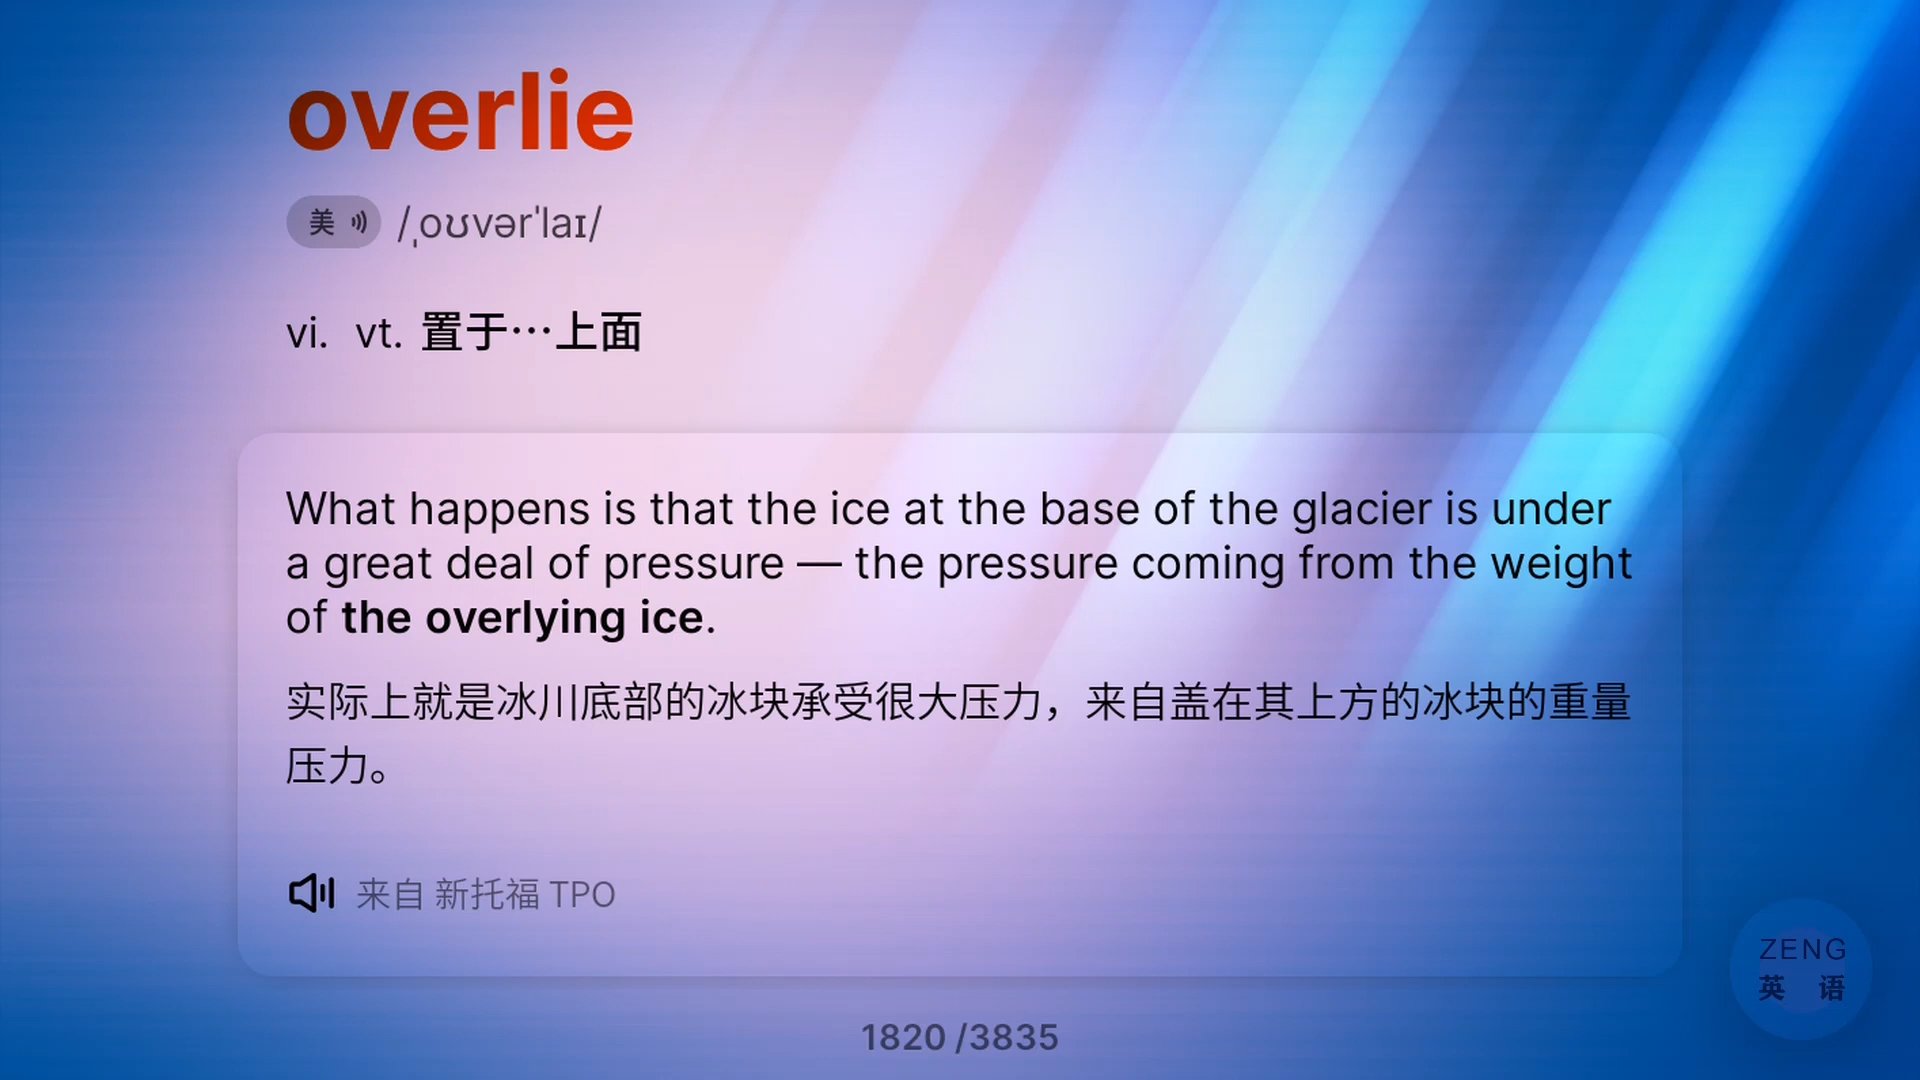 overlie
美 /ˌoʊvərˈlaɪ/
vi. vt. 置于…上面
What happens is that the ice at the base of the glacier is under
a great deal of pressure — the pressure coming from the weight
of the overlying ice.
实际上就是冰川底部的冰块承受很大压力，来自盖在其上方的冰块的重量
压力。
来自 新托福 TPO
ZENG
英 语
1820 /3835